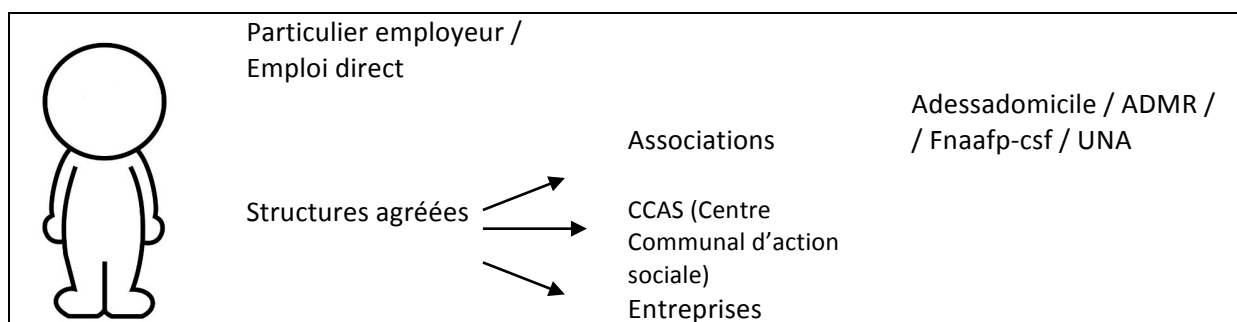 Particulier employeur /
Emploi direct
Adessadomicile / ADMR /
/ Fnaafp-csf / UNA
Associations
Structures agréées
CCAS (Centre
Communal d’action
sociale)
Entreprises